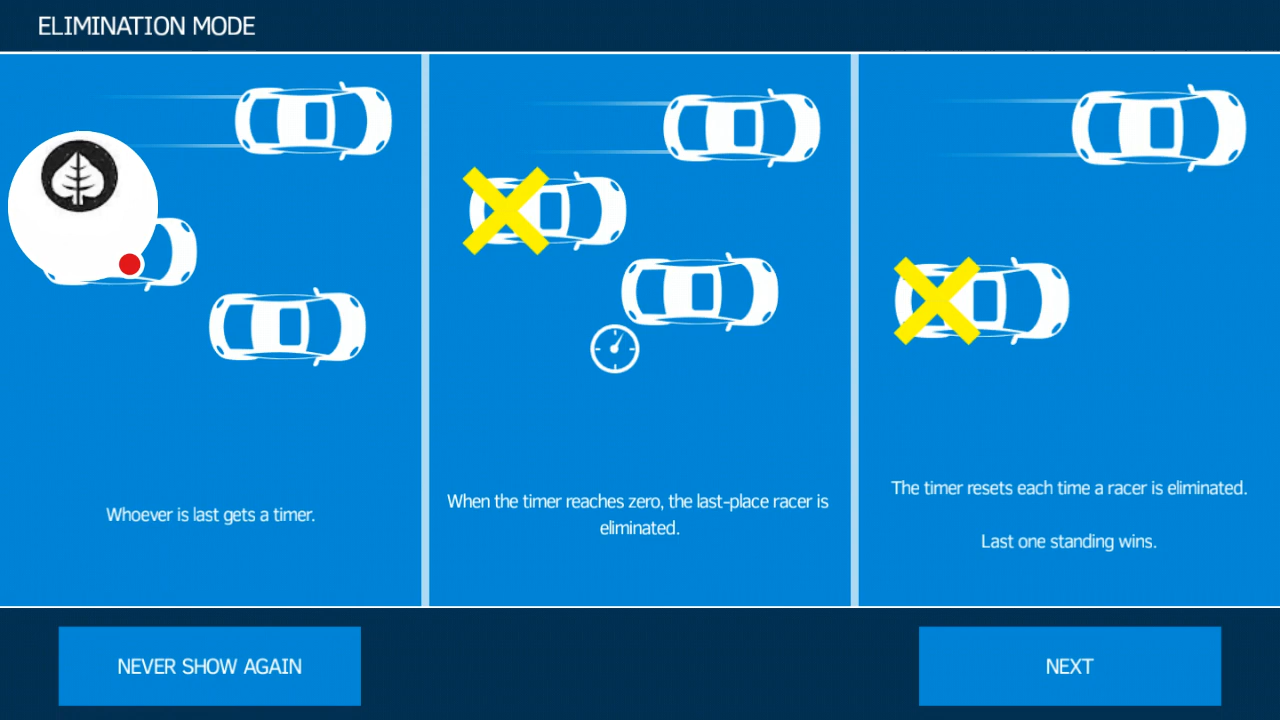 ELIMINATION MODE
Whoever is last gets a timer.
When the timer reaches zero, the last-place racer is
eliminated.
The timer resets each time a racer is eliminated.
Last one standing wins.
NEVER SHOW AGAIN
NEXT